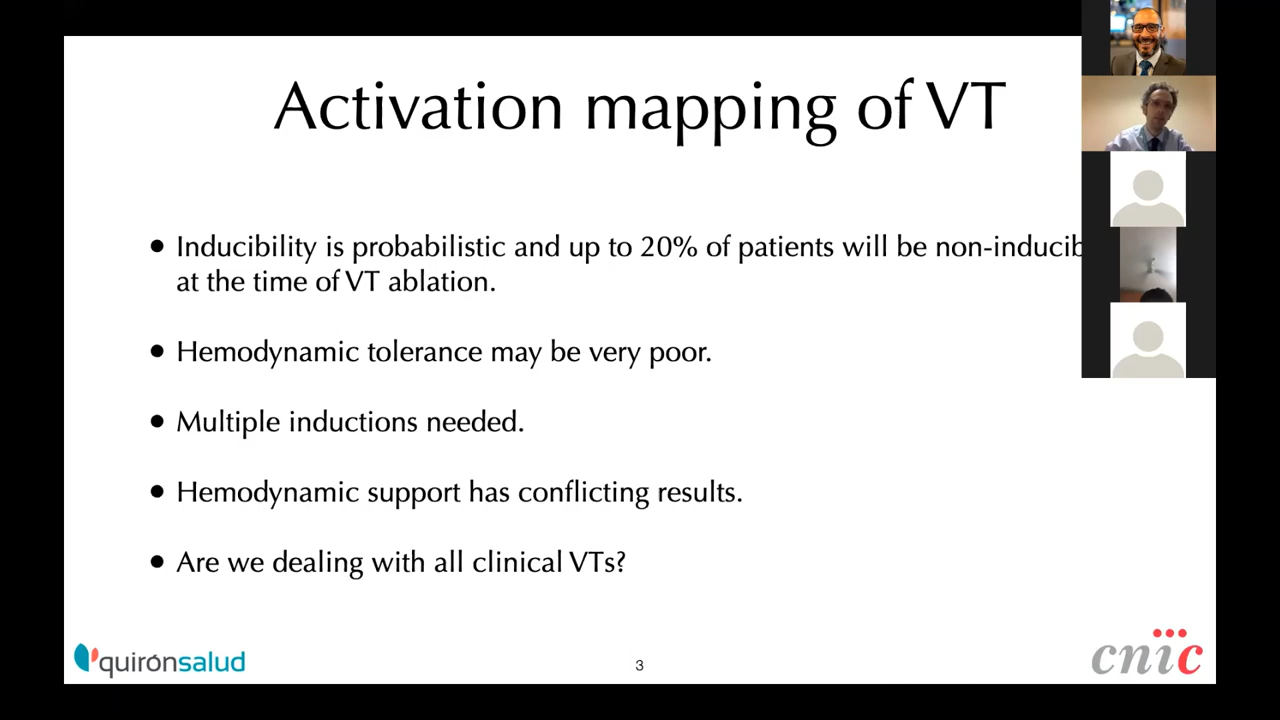 Activation mapping of VT
• Inducibility is probabilistic and up to 20% of patients will be non-inducib
at the time of VT ablation.
• Hemodynamic tolerance may be very poor.
• Multiple inductions needed.
• Hemodynamic support has conflicting results.
• Are we dealing with all clinical VTs?
quirónsalud
3
cnic